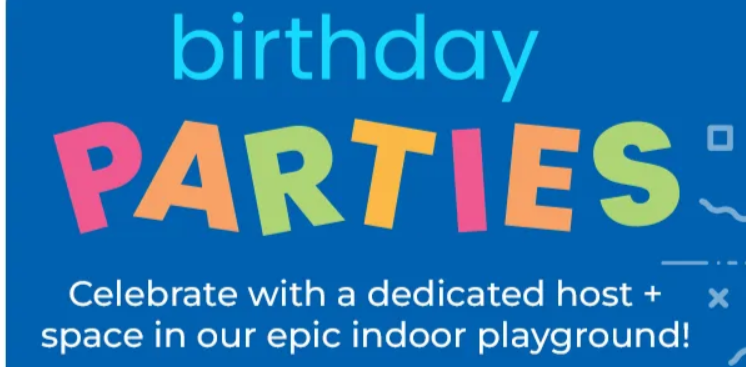 birthday
PARTIES
Celebrate with a dedicated host +
space in our epic indoor playground!